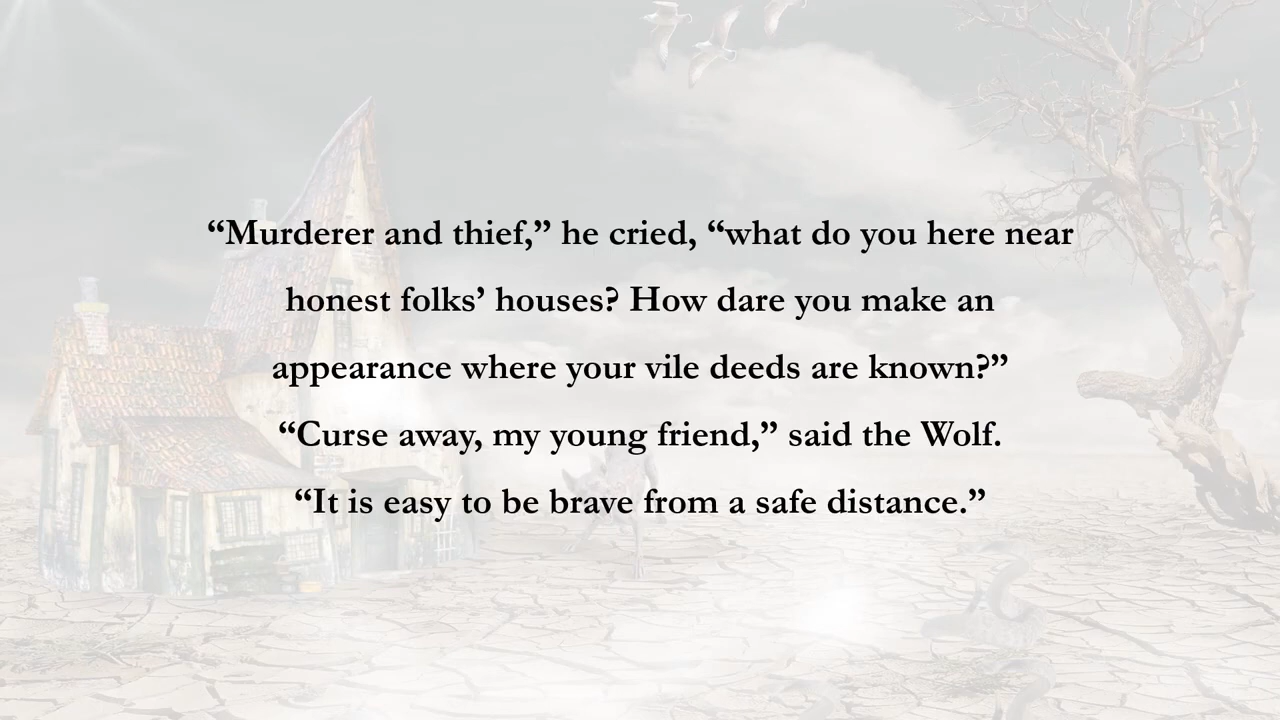 “Murderer and thief,” he cried, “what do you here near
honest folks’ houses? How dare you make an
appearance where your vile deeds are known?”
“Curse away, my young friend,” said the Wolf.
“It is easy to be brave from a safe distance.”